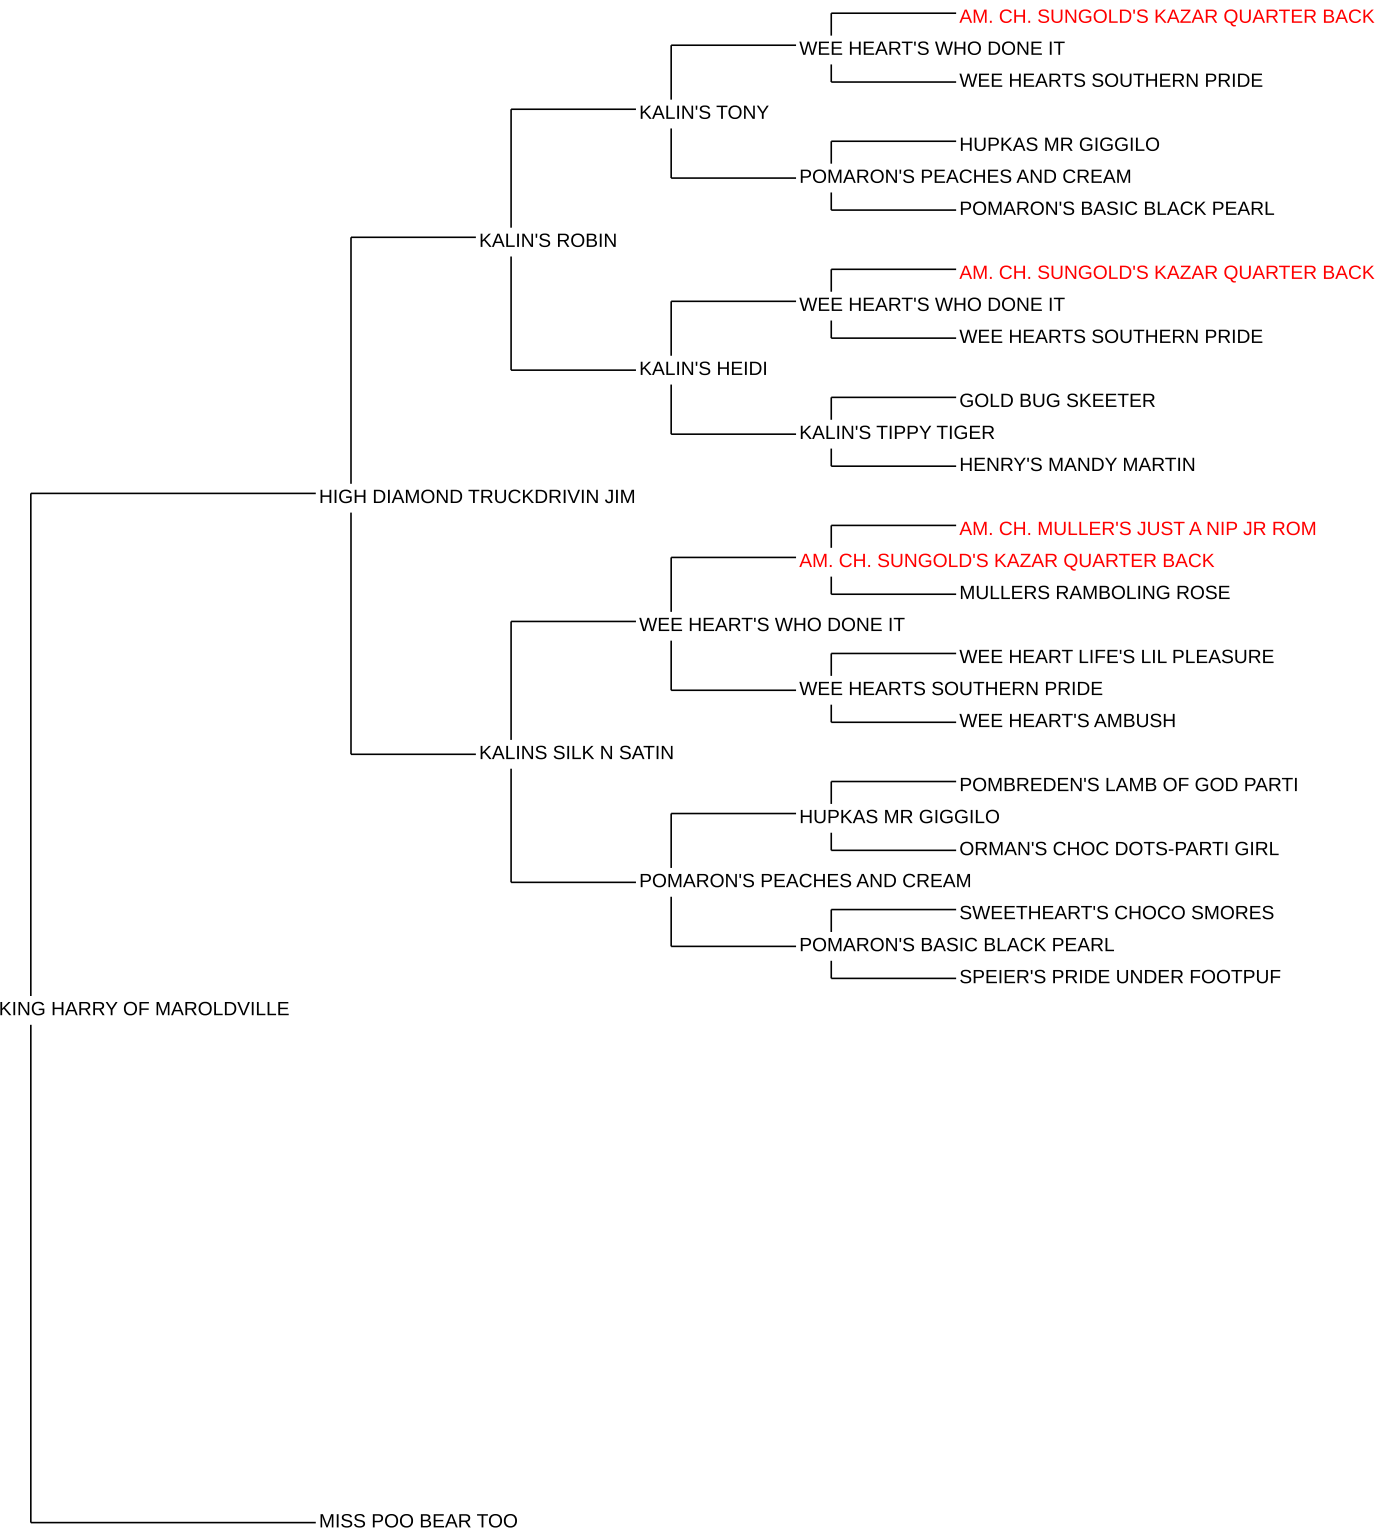 AM. CH. SUNGOLD'S KAZAR QUARTER BACK
WEE HEART'S WHO DONE IT
WEE HEARTS SOUTHERN PRIDE
KALIN'S TONY
HUPKAS MR GIGGILO
POMARON'S PEACHES AND CREAM
POMARON'S BASIC BLACK PEARL
KALIN'S ROBIN
AM. CH. SUNGOLD'S KAZAR QUARTER BACK
WEE HEART'S WHO DONE IT
WEE HEARTS SOUTHERN PRIDE
KALIN'S HEIDI
GOLD BUG SKEETER
KALIN'S TIPPY TIGER
HENRY'S MANDY MARTIN
HIGH DIAMOND TRUCKDRIVIN JIM
AM. CH. MULLER'S JUST A NIP JR ROM
AM. CH. SUNGOLD'S KAZAR QUARTER BACK
MULLERS RAMBOLING ROSE
WEE HEART'S WHO DONE IT
WEE HEART LIFE'S LIL PLEASURE
WEE HEARTS SOUTHERN PRIDE
WEE HEART'S AMBUSH
KALINS SILK N SATIN
POMBREDEN'S LAMB OF GOD PARTI
HUPKAS MR GIGGILO
ORMAN'S CHOC DOTS-PARTI GIRL
POMARON'S PEACHES AND CREAM
SWEETHEART'S CHOCO SMORES
POMARON'S BASIC BLACK PEARL
SPEIER'S PRIDE UNDER FOOTPUF
KING HARRY OF MAROLDVILLE
MISS POO BEAR TOO